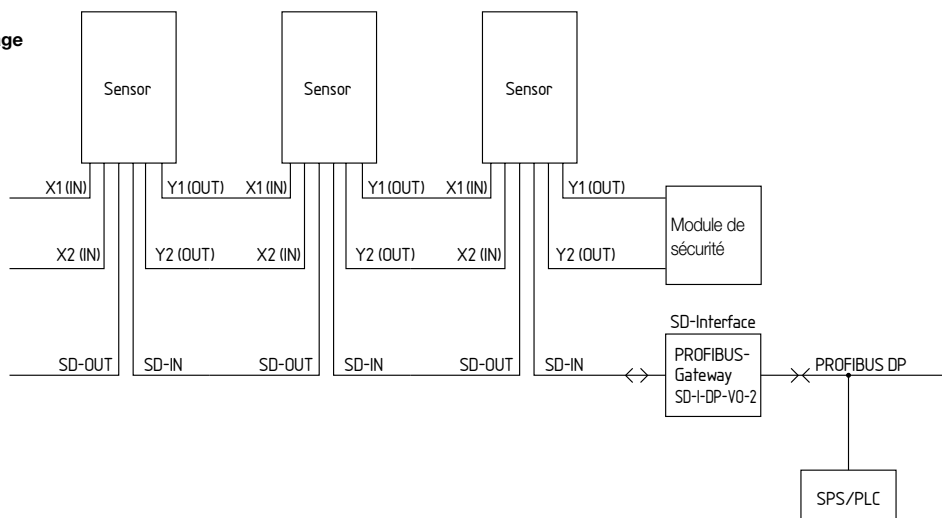 Sensor
Sensor
Sensor
X1 (IN)
Y1 (OUT)
X1 (IN)
Y1 (OUT)
X1 (IN)
Y1 (OUT)
X2 (IN)
Y2 (OUT)
X2 (IN)
Y2 (OUT)
X2 (IN)
Y2 (OUT)
Module de
sécurité
SD-OUT
SD-IN
SD-OUT
SD-IN
SD-OUT
SD-IN
SD-Interface
PROFIBUS-
Gateway
SD-I-DP-V0-2
PROFIBUS DP
SPS/PLC